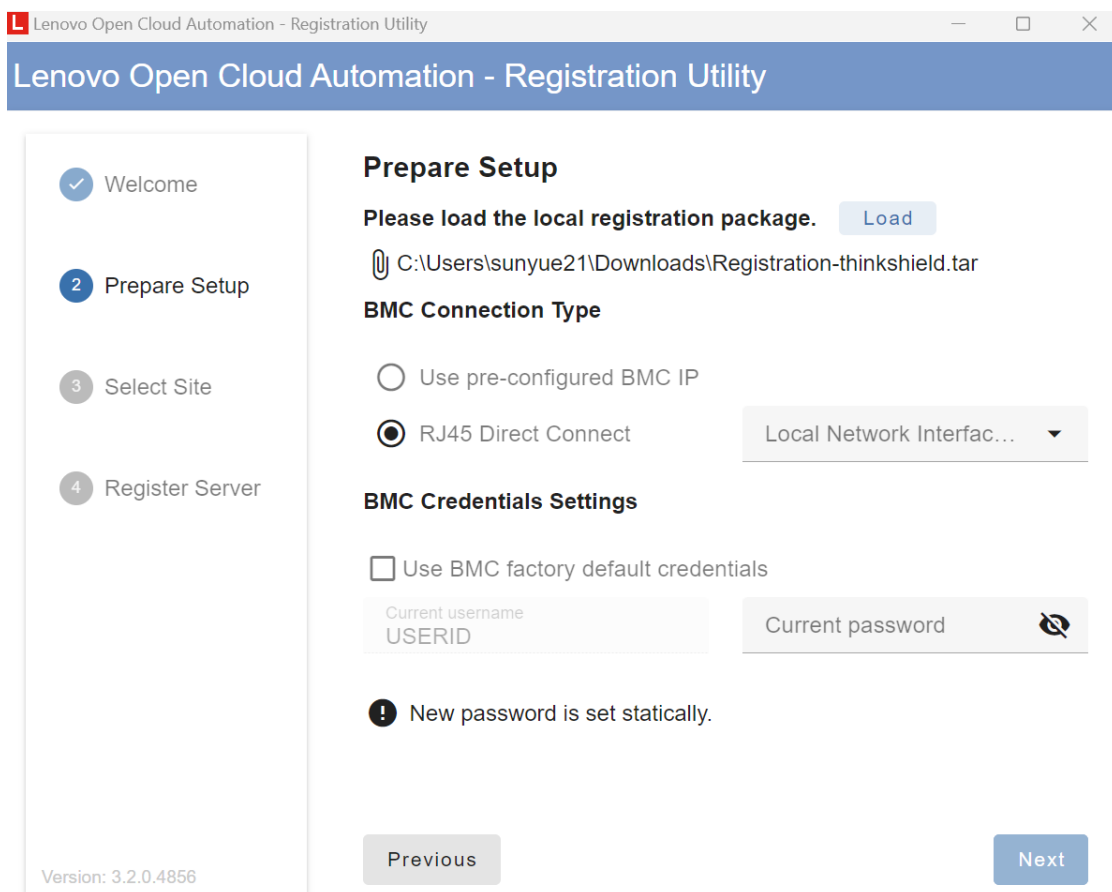 L Lenovo Open Cloud Automation - Registration Utility
Lenovo Open Cloud Automation - Registration Utility
Welcome
2 Prepare Setup
3 Select Site
4 Register Server
Version: 3.2.0.4856
Prepare Setup
Please load the local registration package. Load
C:\Users\sunyue21\Downloads\Registration-thinkshield.tar
BMC Connection Type
Use pre-configured BMC IP
RJ45 Direct Connect Local Network Interfac...
BMC Credentials Settings
Use BMC factory default credentials
Current username
USERID
Current password
New password is set statically.
Previous Next